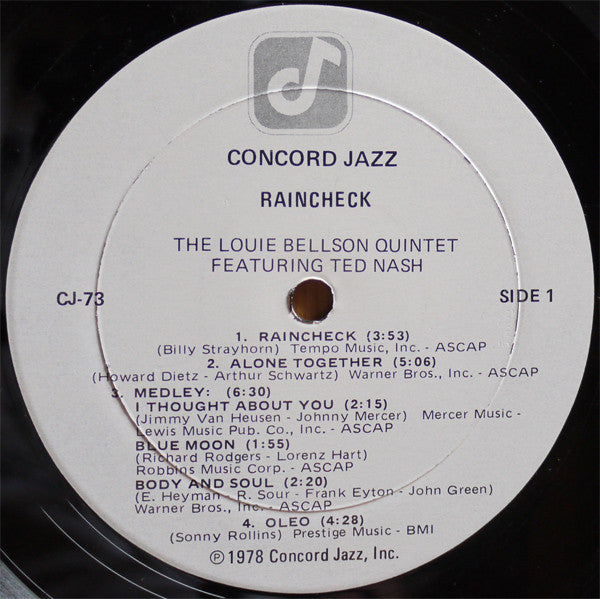 CONCORD JAZZ
RAINCHECK
THE LOUIE BELLSON QUINTET
FEATURING TED NASH
CJ-73
SIDE 1
1. RAINCHECK (3:53)
(Billy Strayhorn) Tempo Music, Inc. - ASCAP
2. ALONE TOGETHER (5:06)
(Howard Dietz - Arthur Schwartz) Warner Bros., Inc. - ASCAP
3. MEDLEY: (6:30)
I THOUGHT ABOUT YOU (2:15)
(Jimmy Van Heusen - Johnny Mercer) Mercer Music -
Lewis Music Pub. Co., Inc. - ASCAP
BLUE MOON (1:55)
(Richard Rodgers - Lorenz Hart)
Robbins Music Corp. - ASCAP
BODY AND SOUL (2:20)
(E. Heyman - R. Sour - Frank Eyton - John Green)
Warner Bros., Inc. - ASCAP
4. OLEO (4:28)
(Sonny Rollins) Prestige Music - BMI
℗ 1978 Concord Jazz, Inc.